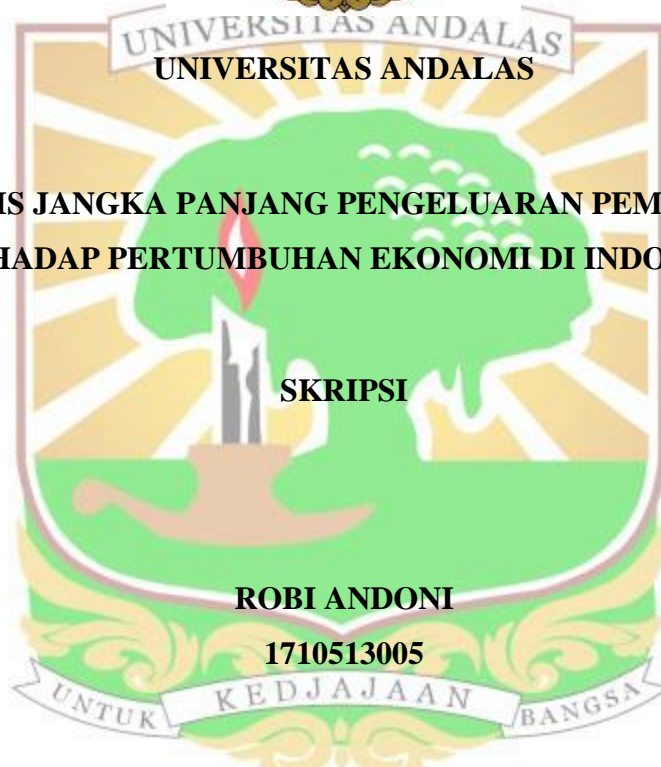 UNIVERSITAS ANDALAS
UNIVERSITAS ANDALAS
IS JANGKA PANJANG PENGELUARAN PEM
HADAP PERTUMBUHAN EKONOMI DI INDO
SKRIPSI
ROBI ANDONI
1710513005
UNTUK KEDJAJAAN BANGSA